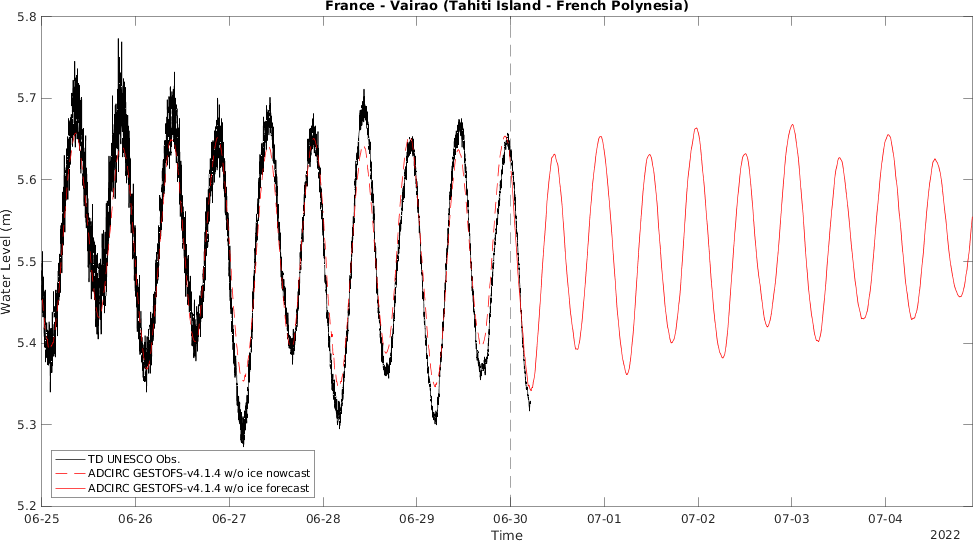 France - Vairao (Tahiti Island - French Polynesia)
5.8
5.7
5.6
5.5
5.4
5.3
5.2
Water Level (m)
TD UNESCO Obs.
ADCIRC GESTOFS-v4.1.4 w/o ice nowcast
ADCIRC GESTOFS-v4.1.4 w/o ice forecast
06-25 06-26 06-27 06-28 06-29 06-30 07-01 07-02 07-03 07-04
Time
2022